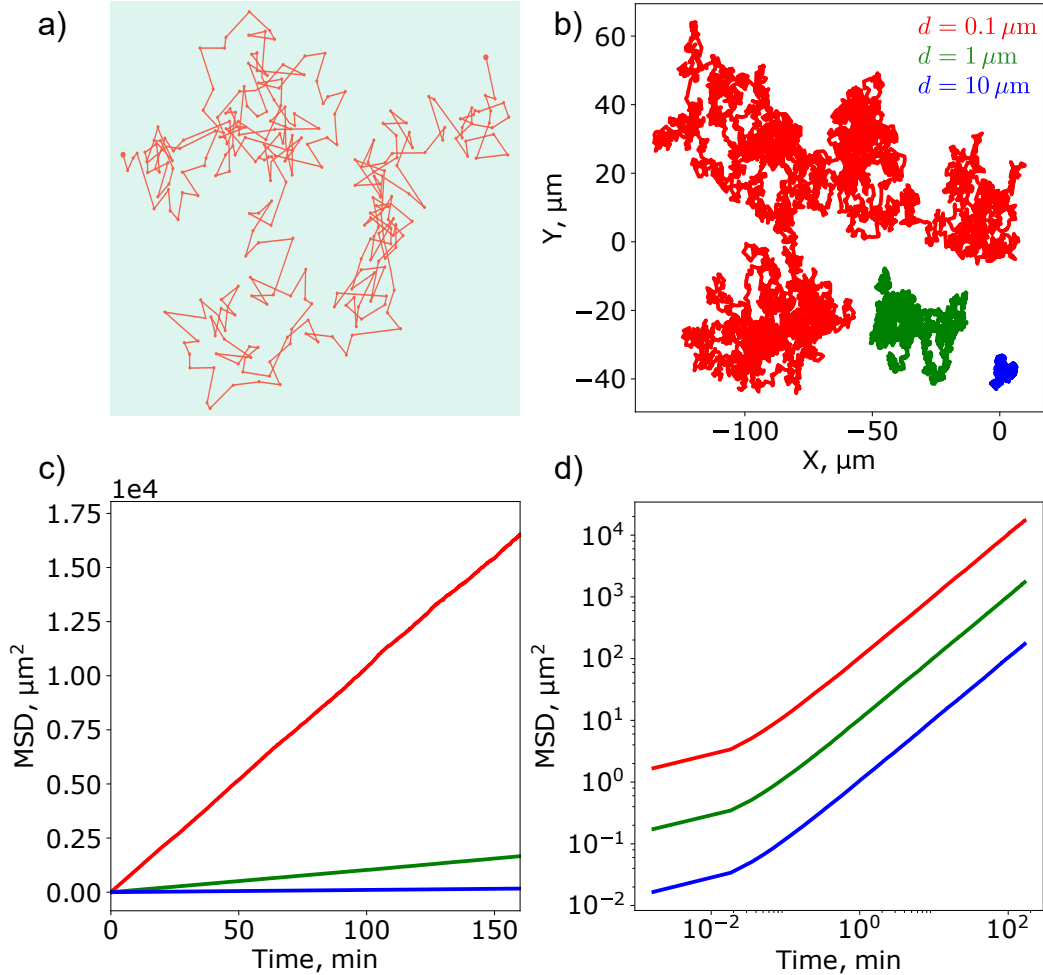 a)
b)
d = 0.1 μm
d = 1 μm
d = 10 μm
60
40
20
0
−20
−40
Y, μm
−100
−50
0
X, μm
c)
1e4
1.75
1.50
1.25
1.00
0.75
0.50
0.25
0.00
MSD, μm²
0
50
100
150
Time, min
d)
10⁴
10³
10²
10¹
10⁰
10⁻¹
10⁻²
MSD, μm²
10⁻²
10⁰
10²
Time, min